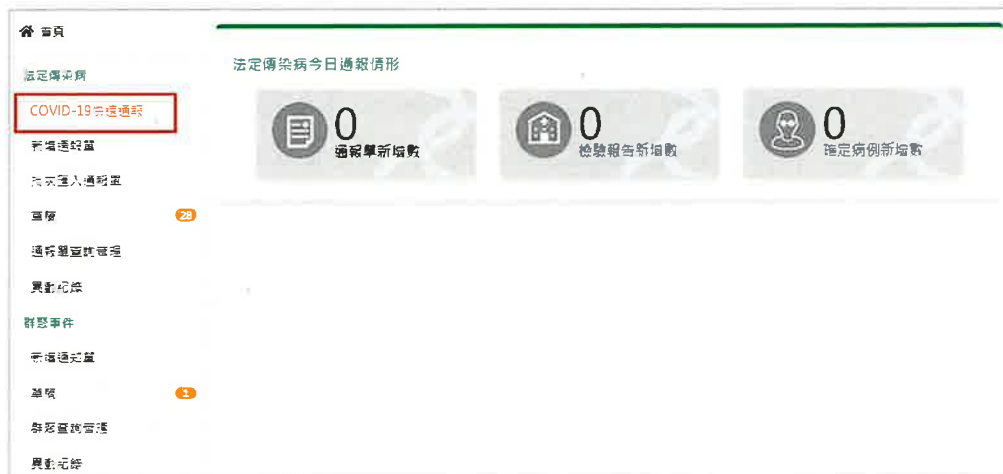 首頁
法定傳染病
COVID-19快速通報
新增通報單
批次匯入通報單
草稿
28
通報單查詢管理
異動紀錄
群聚事件
新增通報單
草稿
1
群聚查詢管理
異動紀錄
法定傳染病今日通報情形
0
通報單新增數
0
檢驗報告新增數
0
確定病例新增數